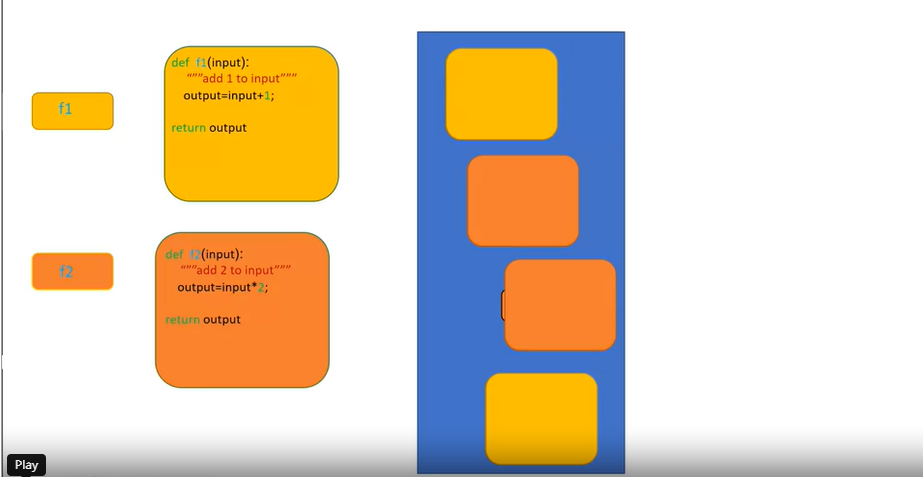 f1
def f1(input):
"""add 1 to input"""
output=input+1;
return output
f2
def f2(input):
"""add 2 to input"""
output=input*2;
return output
Play